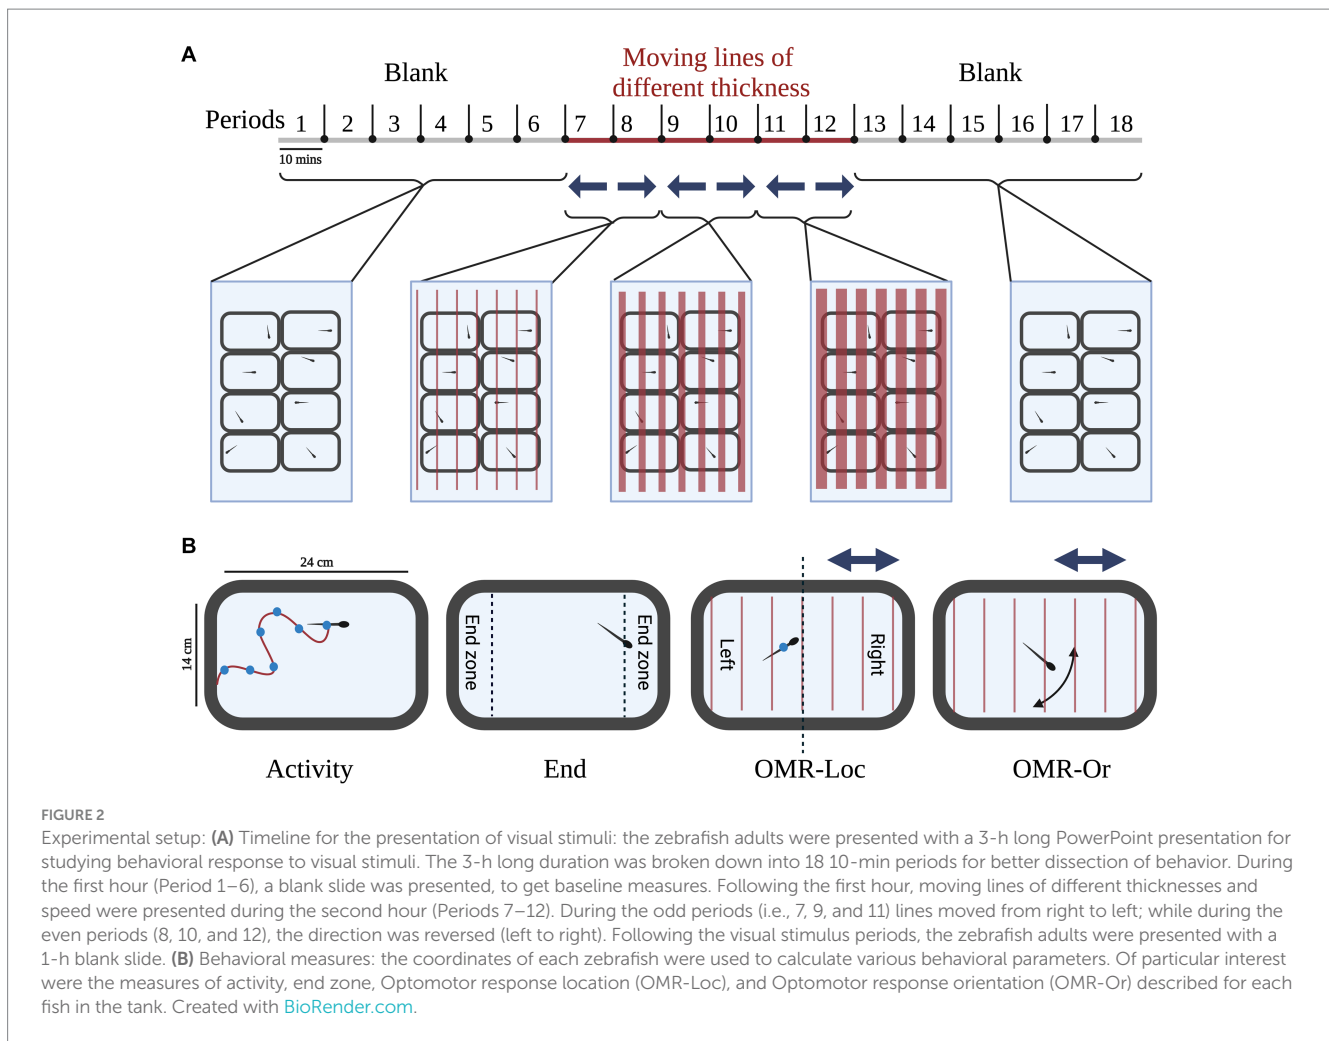 A
Blank
Moving lines of
different thickness
Blank
Periods 1 2 3 4 5 6 7 8 9 10 11 12 13 14 15 16 17 18
10 mins
B
24 cm
14 cm
End zone
End zone
Left
Right
Activity
End
OMR-Loc
OMR-Or
FIGURE 2
Experimental setup: (A) Timeline for the presentation of visual stimuli: the zebrafish adults were presented with a 3-h long PowerPoint presentation for
studying behavioral response to visual stimuli. The 3-h long duration was broken down into 18 10-min periods for better dissection of behavior. During
the first hour (Period 1–6), a blank slide was presented, to get baseline measures. Following the first hour, moving lines of different thicknesses and
speed were presented during the second hour (Periods 7–12). During the odd periods (i.e., 7, 9, and 11) lines moved from right to left; while during the
even periods (8, 10, and 12), the direction was reversed (left to right). Following the visual stimulus periods, the zebrafish adults were presented with a
1-h blank slide. (B) Behavioral measures: the coordinates of each zebrafish were used to calculate various behavioral parameters. Of particular interest
were the measures of activity, end zone, Optomotor response location (OMR-Loc), and Optomotor response orientation (OMR-Or) described for each
fish in the tank. Created with BioRender.com.